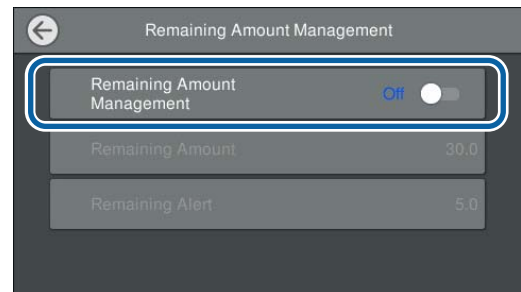 Remaining Amount Management
Remaining Amount
Management
Off
Remaining Amount 30.0
Remaining Alert 5.0